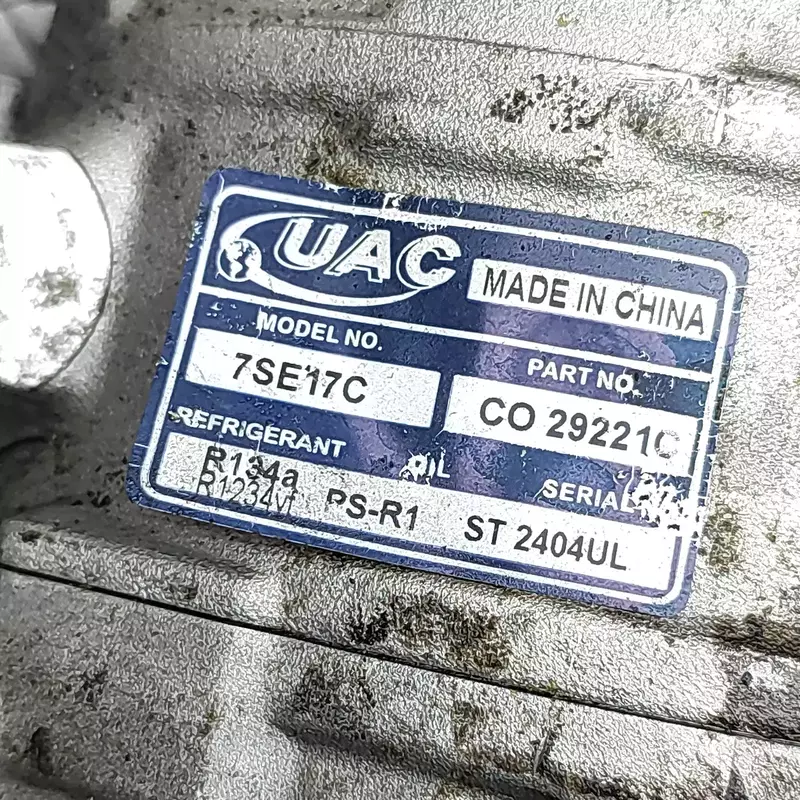 UAC
MADE IN CHINA
MODEL NO.
PART NO.
7SE17C
CO 29221C
REFRIGERANT
OIL
SERIAL
R134a
R1234yf
PS-R1
ST 2404UL